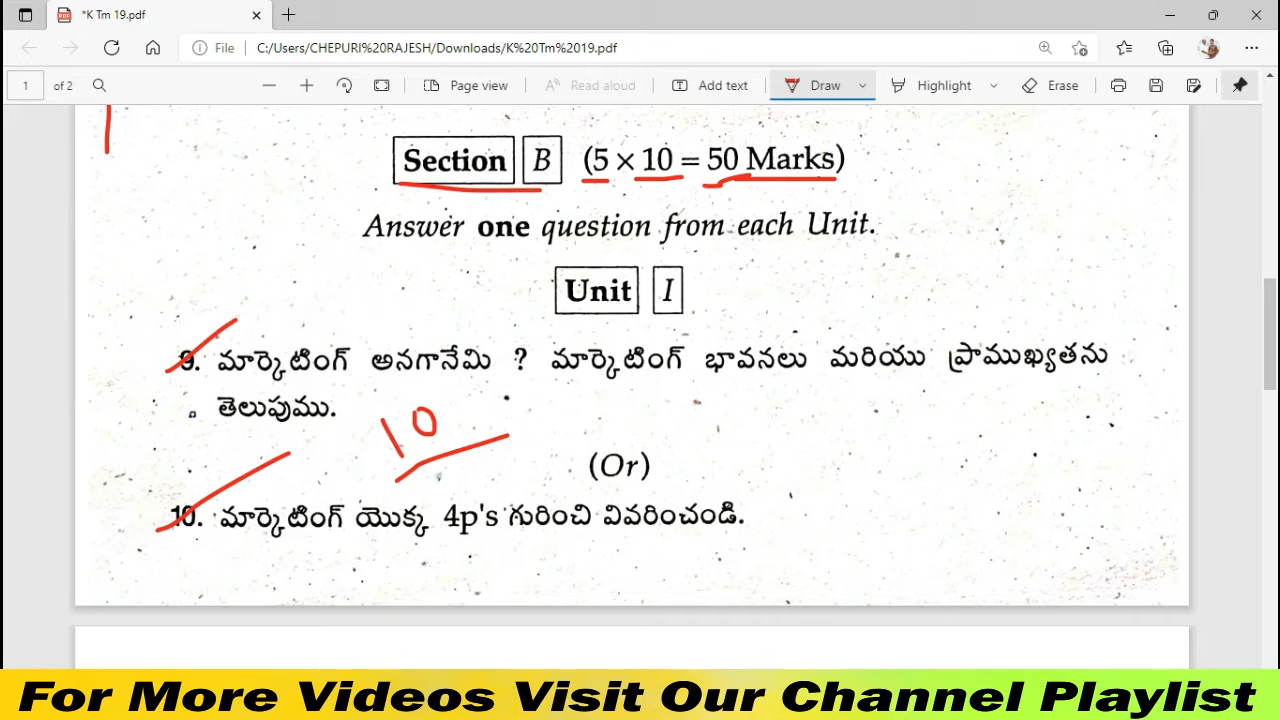 *K Tm 19.pdf
File C:/Users/CHEPURI%20RAJESH/Downloads/K%20Tm%2019.pdf
1 of 2 Page view Read aloud Add text Draw Highlight Erase
Section B (5 × 10 = 50 Marks)
Answer one question from each Unit.
Unit I
9. మార్కెటింగ్ అనగానేమి ? మార్కెటింగ్ భావనలు మరియు ప్రాముఖ్యతను
తెలుపుము.
10
(Or)
10. మార్కెటింగ్ యొక్క 4p's గురించి వివరించండి.
For More Videos Visit Our Channel Playlist